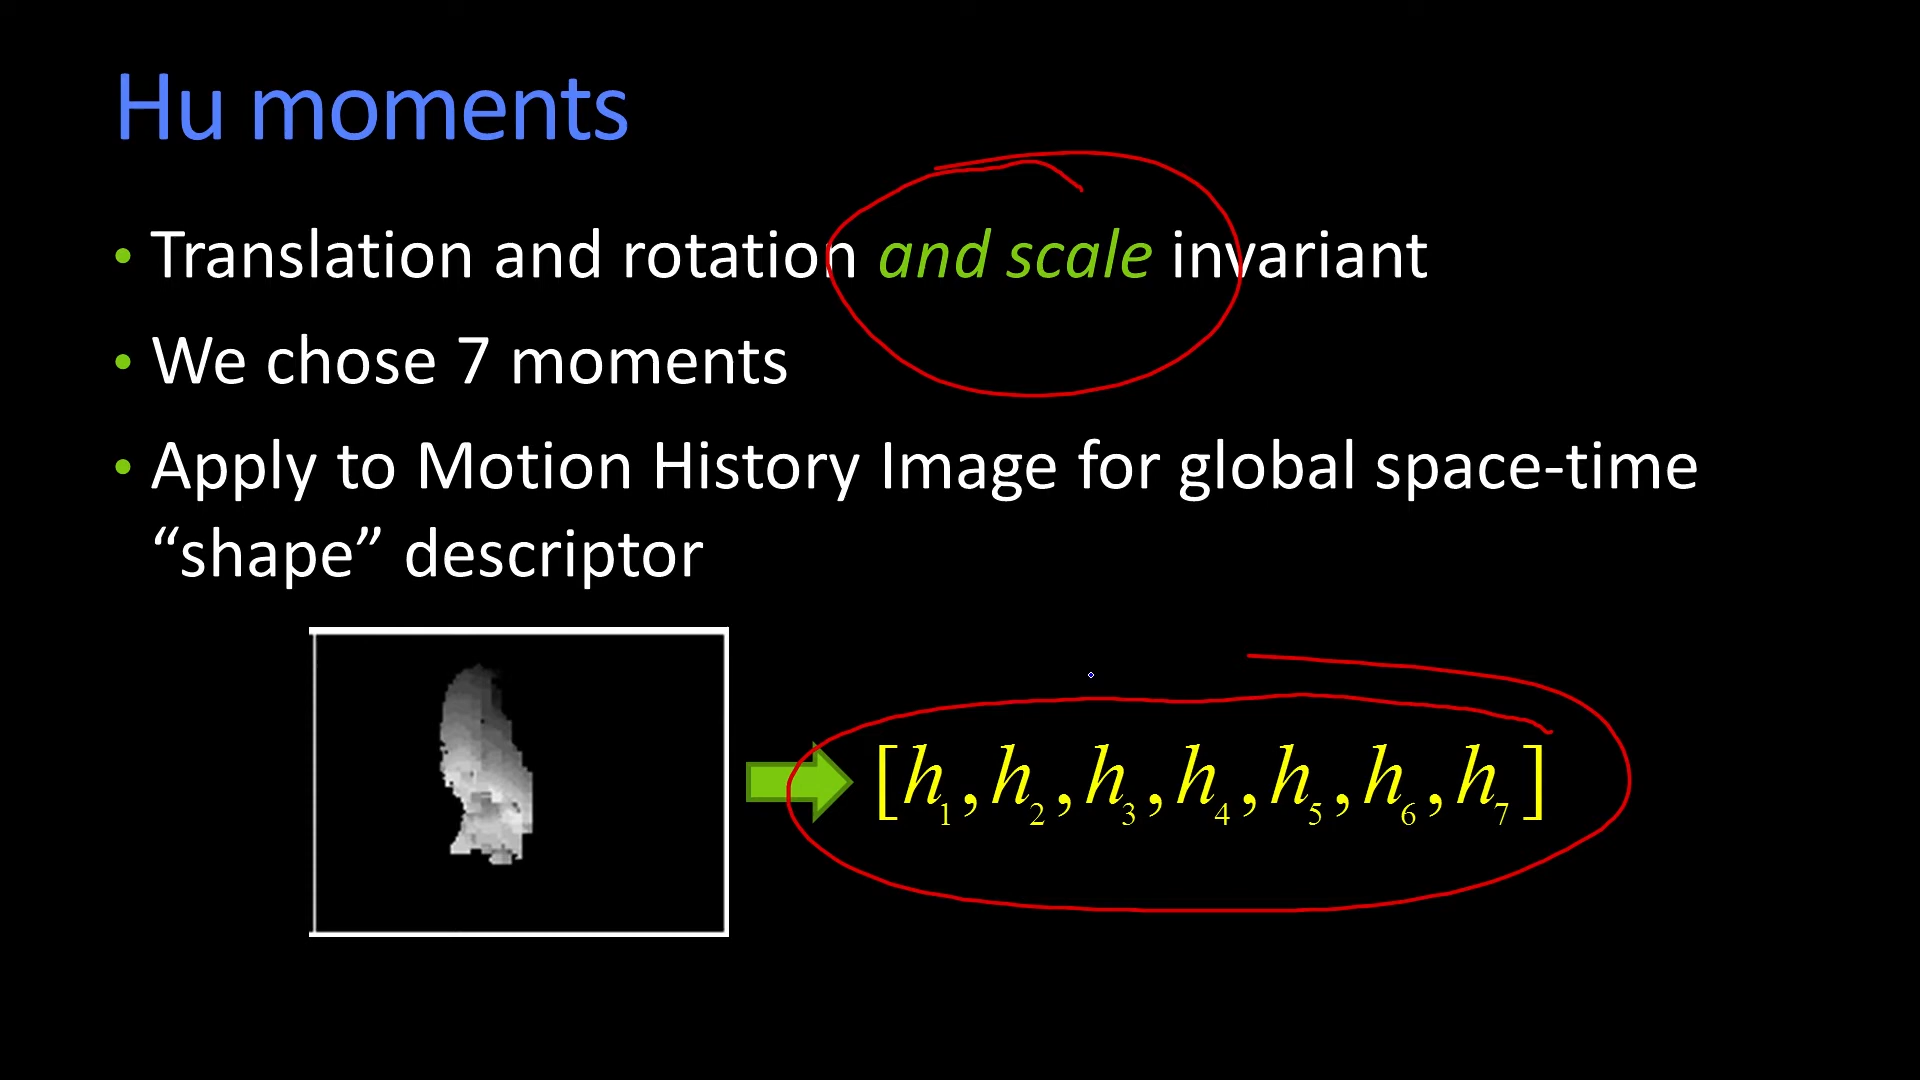 Hu moments
• Translation and rotation and scale invariant
• We chose 7 moments
• Apply to Motion History Image for global space-time
“shape” descriptor
[h₁, h₂, h₃, h₄, h₅, h₆, h₇]